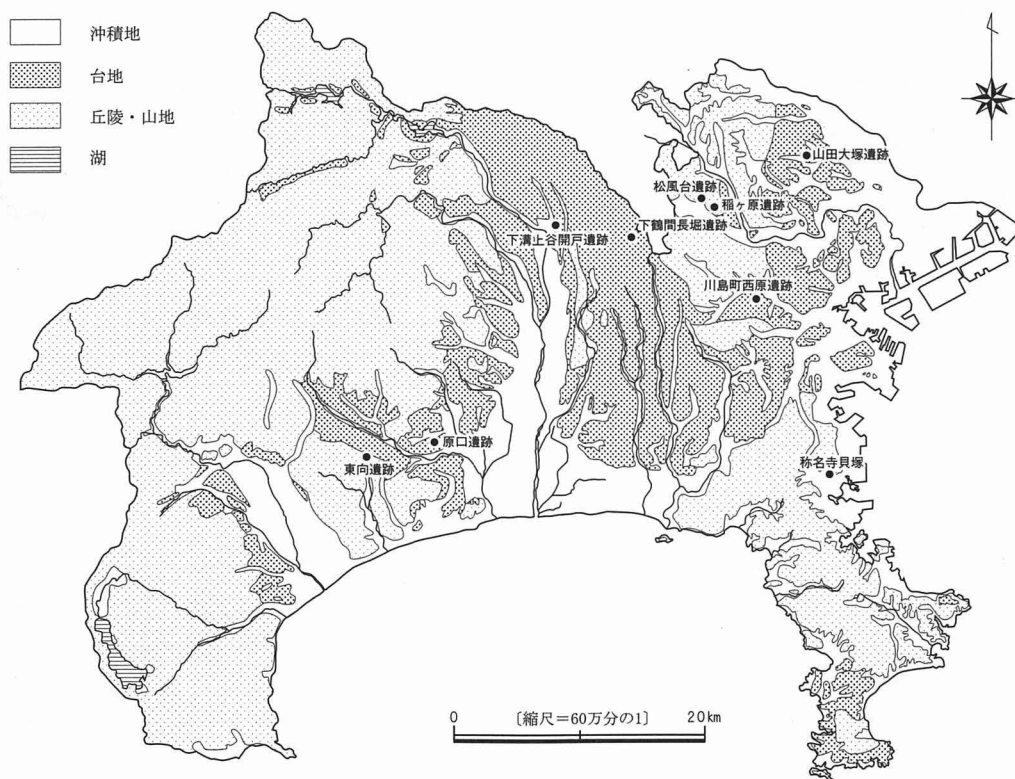 沖積地
台地
丘陵・山地
湖
山田大塚遺跡
松風台遺跡
稲ヶ原遺跡
下溝上谷開戸遺跡
下鶴間長堀遺跡
川島町西原遺跡
原口遺跡
東向遺跡
称名寺貝塚
0 〔縮尺＝60万分の1〕 20km